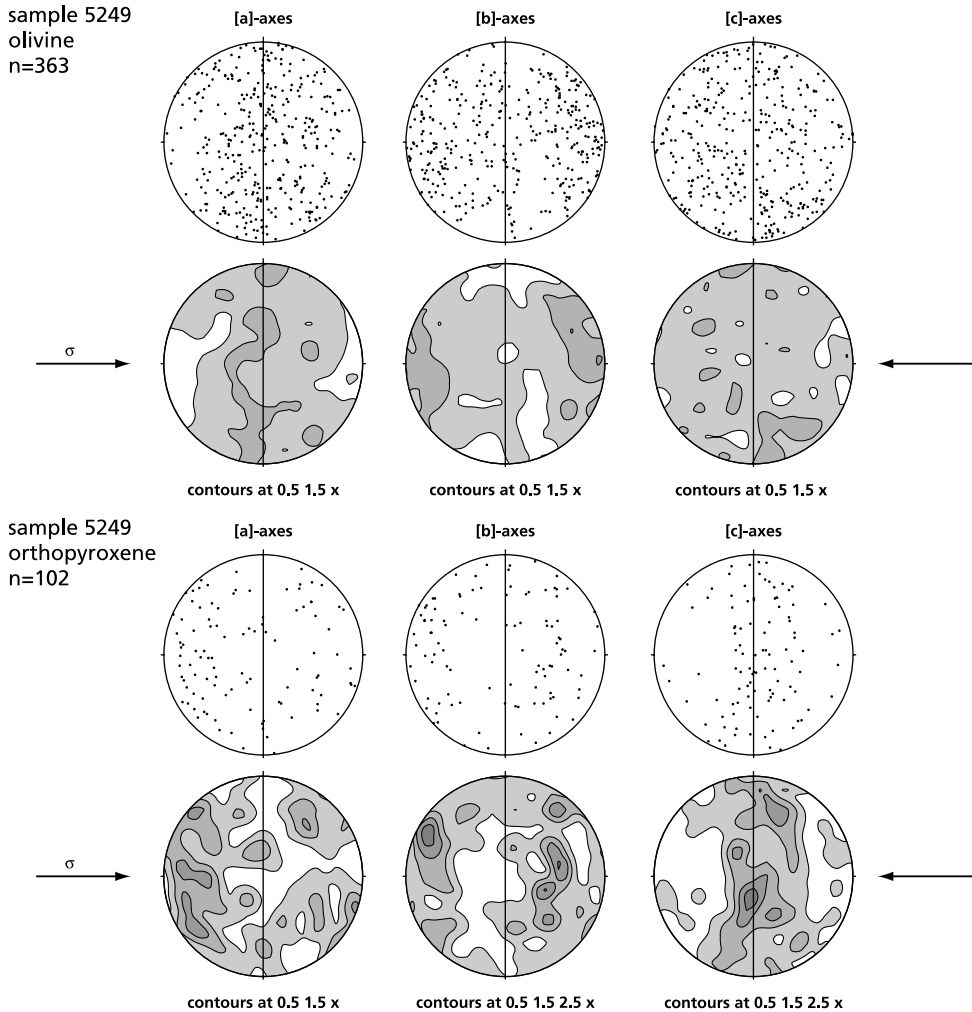 sample 5249
olivine
n=363
[a]-axes [b]-axes [c]-axes
σ
contours at 0.5 1.5 x contours at 0.5 1.5 x contours at 0.5 1.5 x
sample 5249
orthopyroxene
n=102
[a]-axes [b]-axes [c]-axes
σ
contours at 0.5 1.5 x contours at 0.5 1.5 2.5 x contours at 0.5 1.5 2.5 x